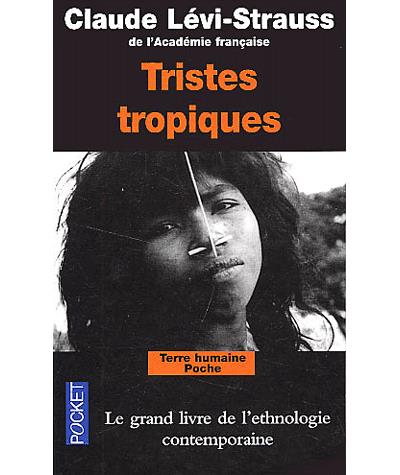 Claude Lévi-Strauss
de l'Académie française
Tristes
tropiques
Terre humaine
Poche
POCKET
Le grand livre de l'ethnologie
contemporaine